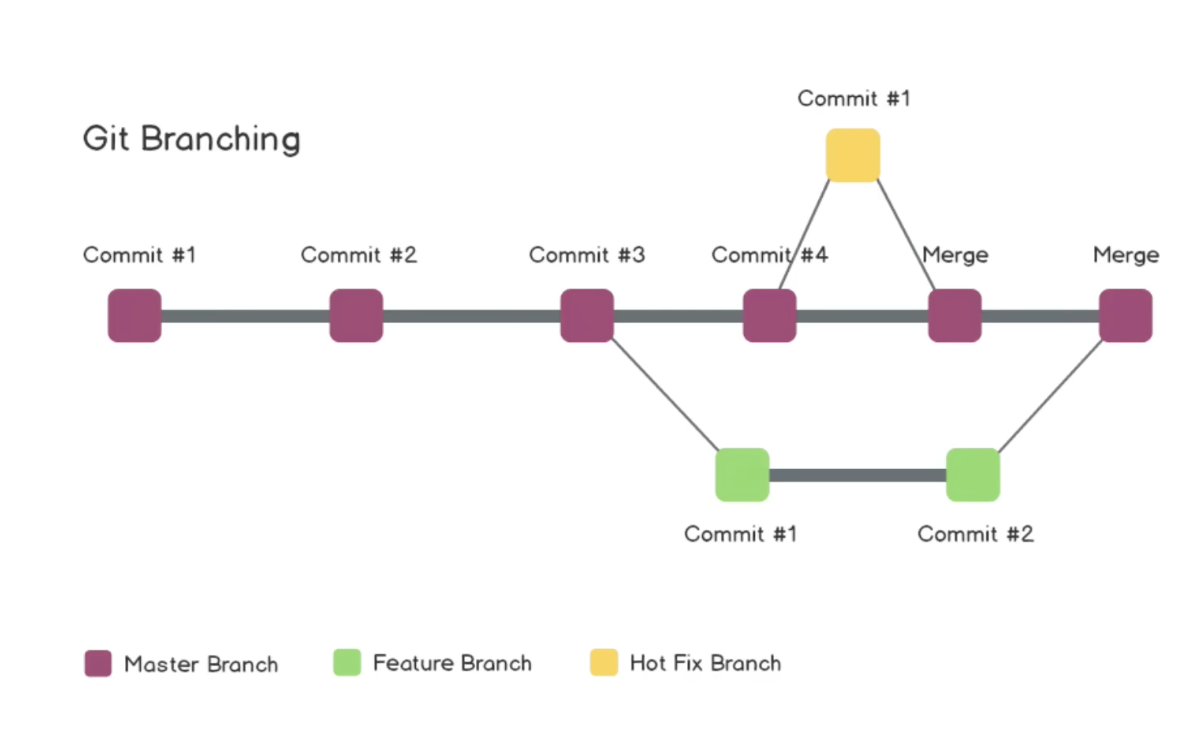 Commit #1
Git Branching
Commit #1
Commit #2
Commit #3
Commit #4
Merge
Merge
Commit #1
Commit #2
Master Branch
Feature Branch
Hot Fix Branch